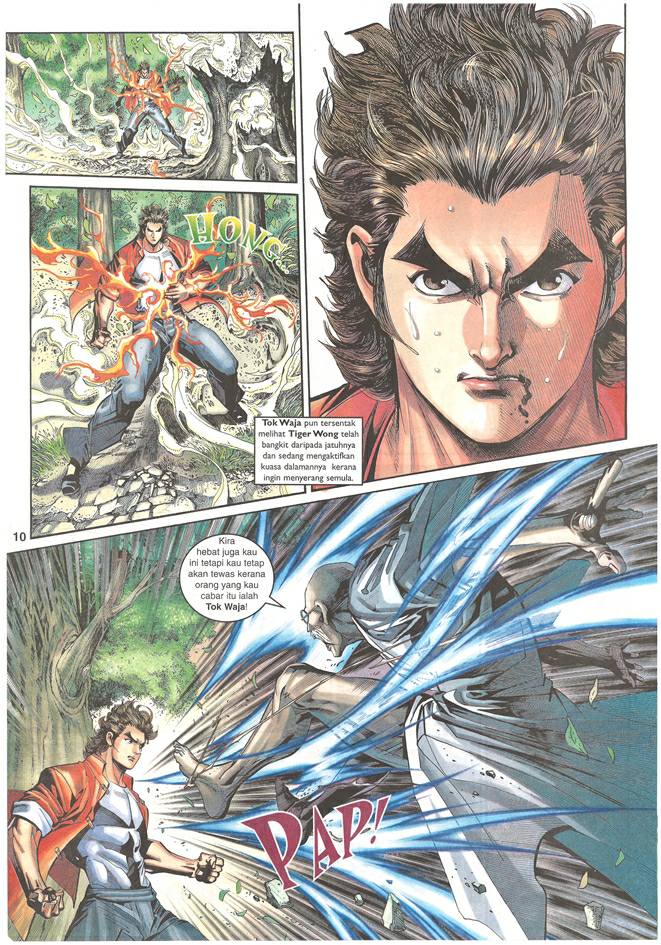 HONG...
Tok Waja pun tersentak
melihat Tiger Wong telah
bangkit daripada jatuhnya
dan sedang mengaktifkan
kuasa dalamannya kerana
ingin menyerang semula.
10
Kira
hebat juga kau
ini tetapi kau tetap
akan tewas kerana
orang yang kau
cabar itu ialah
Tok Waja!
PAP!